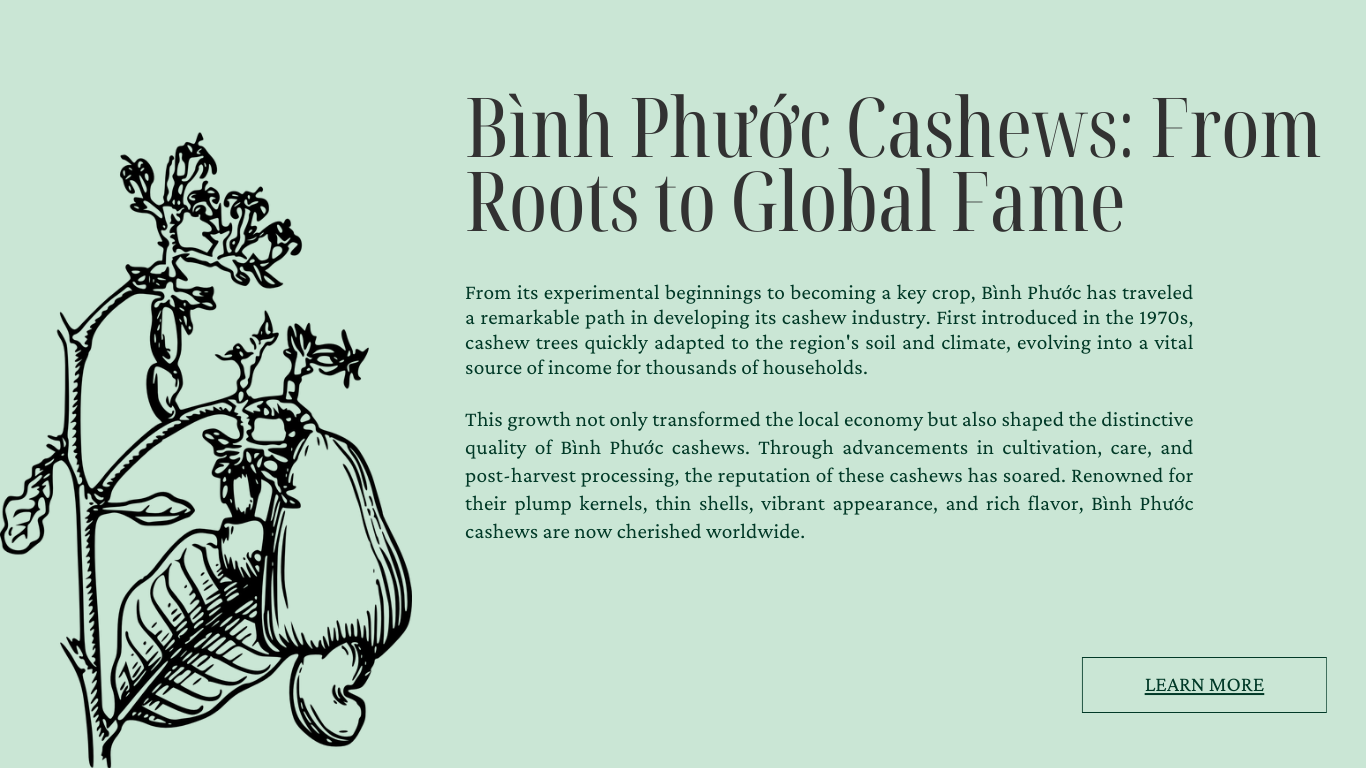 Bình Phước Cashews: From
Roots to Global Fame
From its experimental beginnings to becoming a key crop, Bình Phước has traveled
a remarkable path in developing its cashew industry. First introduced in the 1970s,
cashew trees quickly adapted to the region's soil and climate, evolving into a vital
source of income for thousands of households.
This growth not only transformed the local economy but also shaped the distinctive
quality of Bình Phước cashews. Through advancements in cultivation, care, and
post-harvest processing, the reputation of these cashews has soared. Renowned for
their plump kernels, thin shells, vibrant appearance, and rich flavor, Bình Phước
cashews are now cherished worldwide.
LEARN MORE